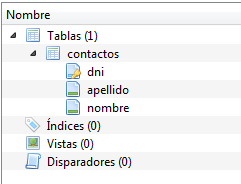 Nombre
Tablas (1)
contactos
dni
apellido
nombre
Índices (0)
Vistas (0)
Disparadores (0)